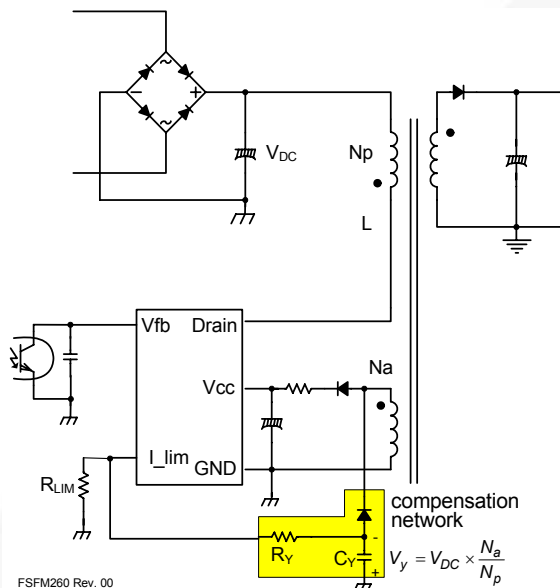 ~
- +
~
V_DC
Np
L
Vfb Drain
Na
Vcc
I_lim GND
R_LIM
compensation
network
R_Y C_Y - +
V_y = V_DC × N_a / N_p
FSFM260 Rev. 00